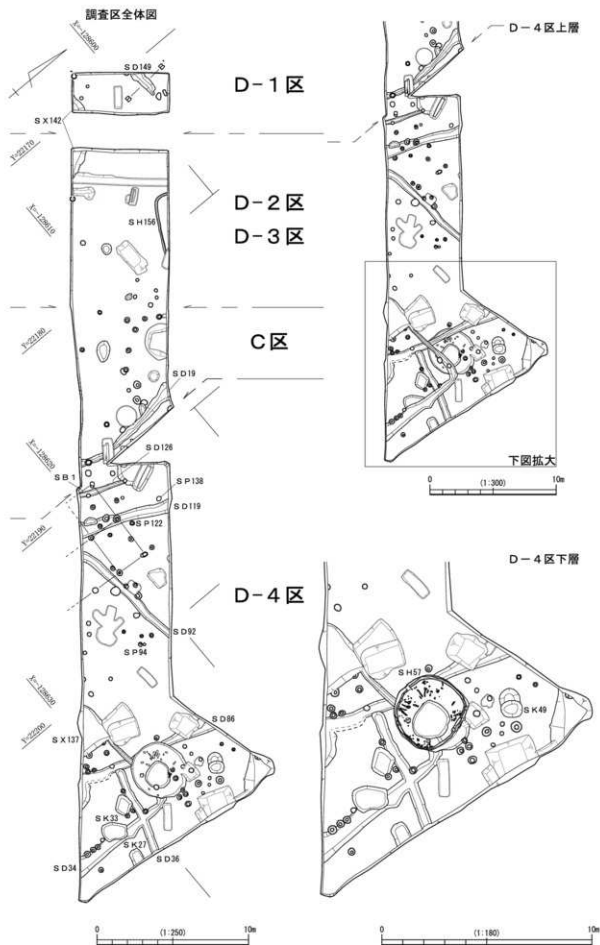 調査区全体図
X=-128600
SD149
D-1区
SX142
Y=22170
D-2区
D-3区
X=-128610
SH156
Y=22180
C区
SD19
X=-128620
SD126
SB1
SP138
SD119
Y=22190
SP122
D-4区
SD92
SP94
X=-128630
Y=22200
SX137
SD86
SK33
SK27
SD34
SD36
0 (1:250) 10m
D-4区上層
下図拡大
0 (1:300) 10m
D-4区下層
SH57
SK49
0 (1:180) 10m